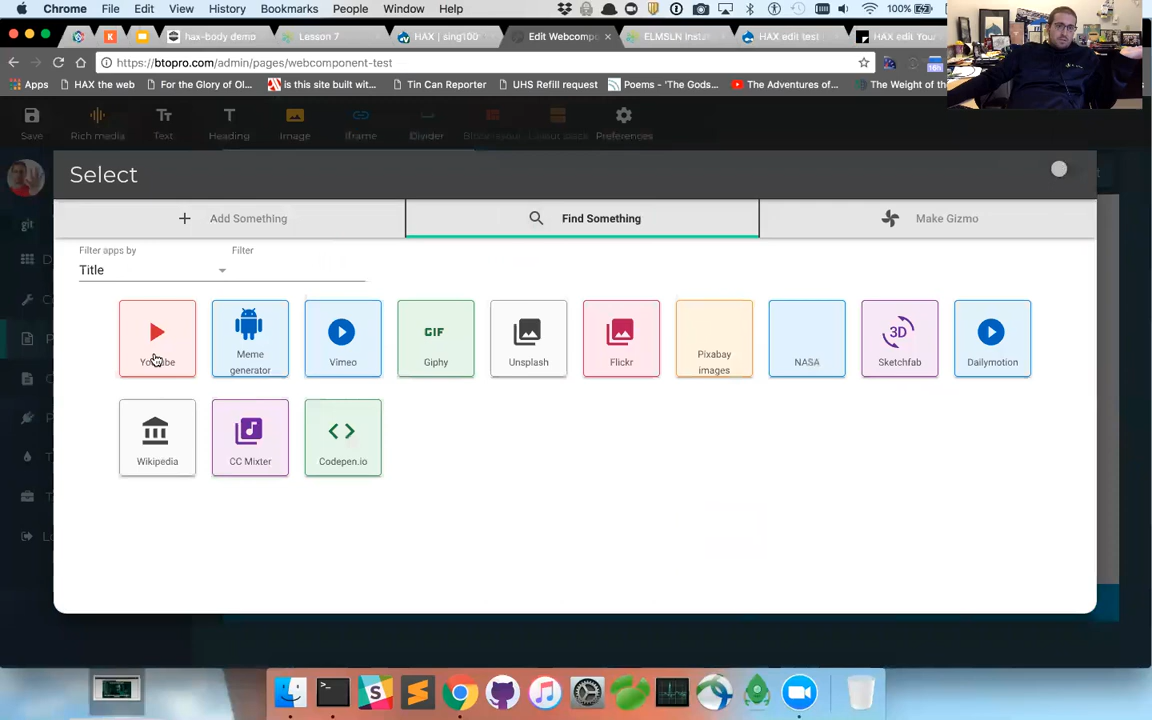 Chrome File Edit View History Bookmarks Window People Help 100%
hax-body demo Lesson 7 HAX | sing100 Edit Webcompo ELMSLN Insta HAX edit test HAX edit Your
https://btopro.com/admin/pages/webcomponent-test
Apps HAX the web For the Glory of Ol... is this site built wit... Tin Can Reporter UHS Refill request Poems - 'The Gods... The Adventures of... The Weight of the
Save Rich media Text Heading Image Iframe Divider Preferences
Select
git
Add Something Find Something Make Gizmo
Filter apps by Filter
Title
GIF 3D
Youtube Meme generator Vimeo Giphy Unsplash Flickr Pixabay images NASA Sketchfab Dailymotion
Wikipedia CC Mixter Codepen.io